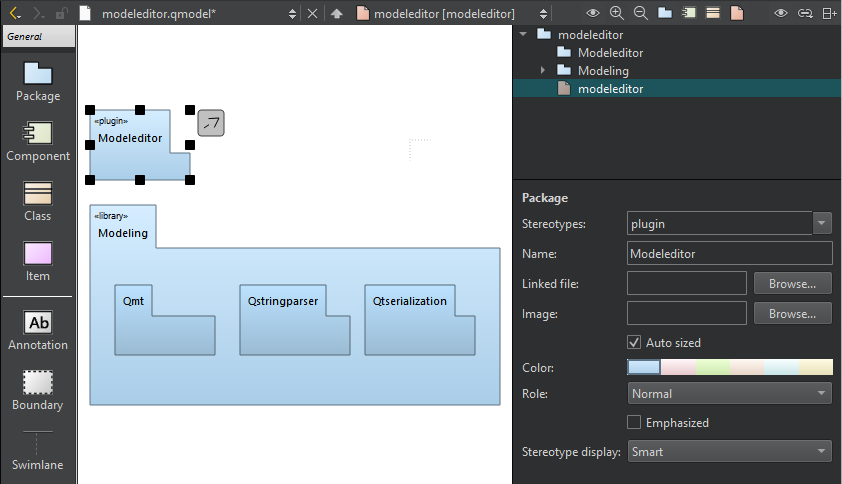 modeleditor.qmodel*
modeleditor [modeleditor]
General
Package
Component
Class
Item
Ab
Annotation
Boundary
Swimlane
«plugin»
Modeleditor
«library»
Modeling
Qmt
Qstringparser
Qtserialization
modeleditor
Modeleditor
Modeling
modeleditor
Package
Stereotypes: plugin
Name: Modeleditor
Linked file: Browse...
Image: Browse...
Auto sized
Color:
Role: Normal
Emphasized
Stereotype display: Smart